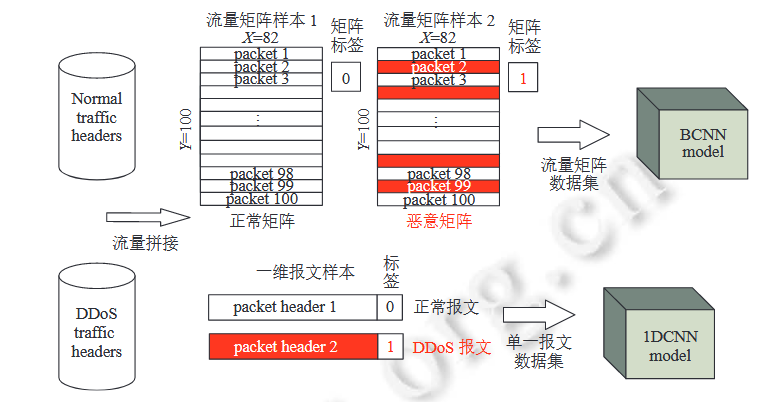 流量矩阵样本 1
X=82
矩阵
标签
流量矩阵样本 2
X=82
矩阵
标签
Normal
traffic
headers
Y=100
packet 1
packet 2
packet 3
⋮
packet 98
packet 99
packet 100
0
正常矩阵
Y=100
packet 1
packet 2
packet 3
⋮
packet 98
packet 99
packet 100
1
恶意矩阵
流量矩阵
数据集
BCNN
model
流量拼接
DDoS
traffic
headers
一维报文样本
标
签
packet header 1
0
正常报文
packet header 2
1
DDoS 报文
单一报文
数据集
1DCNN
model
org.cn